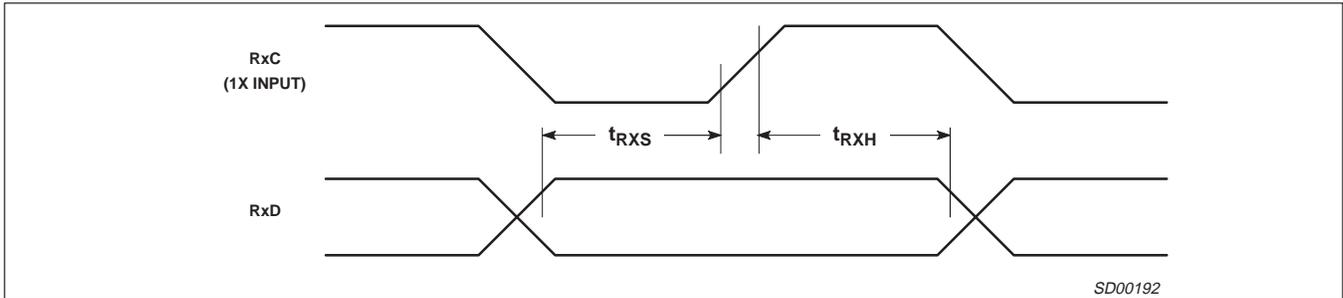 RxC
(1X INPUT)
tRXS
tRXH
RxD
SD00192